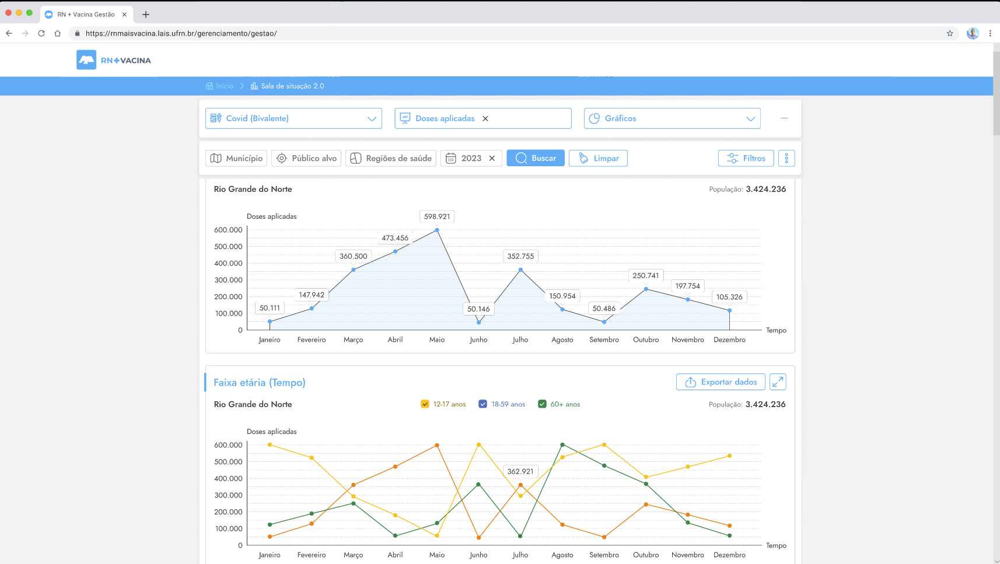 RN + Vacina Gestão
https://rnmaisvacina.lais.ufrn.br/gerenciamento/gestao/
RN+VACINA
Início > Sala de situação 2.0
Covid (Bivalente) Doses aplicadas Gráficos
Município Público alvo Regiões de saúde 2023 Buscar Limpar Filtros
Rio Grande do Norte População: 3.424.236
Doses aplicadas
598.921
600.000
473.456
500.000
360.500 352.755
400.000
250.741
300.000
197.754
147.942 150.954 105.326
200.000
50.111 50.146 50.486
100.000
0 Tempo
Janeiro Fevereiro Março Abril Maio Junho Julho Agosto Setembro Outubro Novembro Dezembro
Faixa etária (Tempo) Exportar dados
Rio Grande do Norte 12-17 anos 18-59 anos 60+ anos População: 3.424.236
Doses aplicadas
600.000
500.000
362.921
400.000
300.000
200.000
100.000
0 Tempo
Janeiro Fevereiro Março Abril Maio Junho Julho Agosto Setembro Outubro Novembro Dezembro